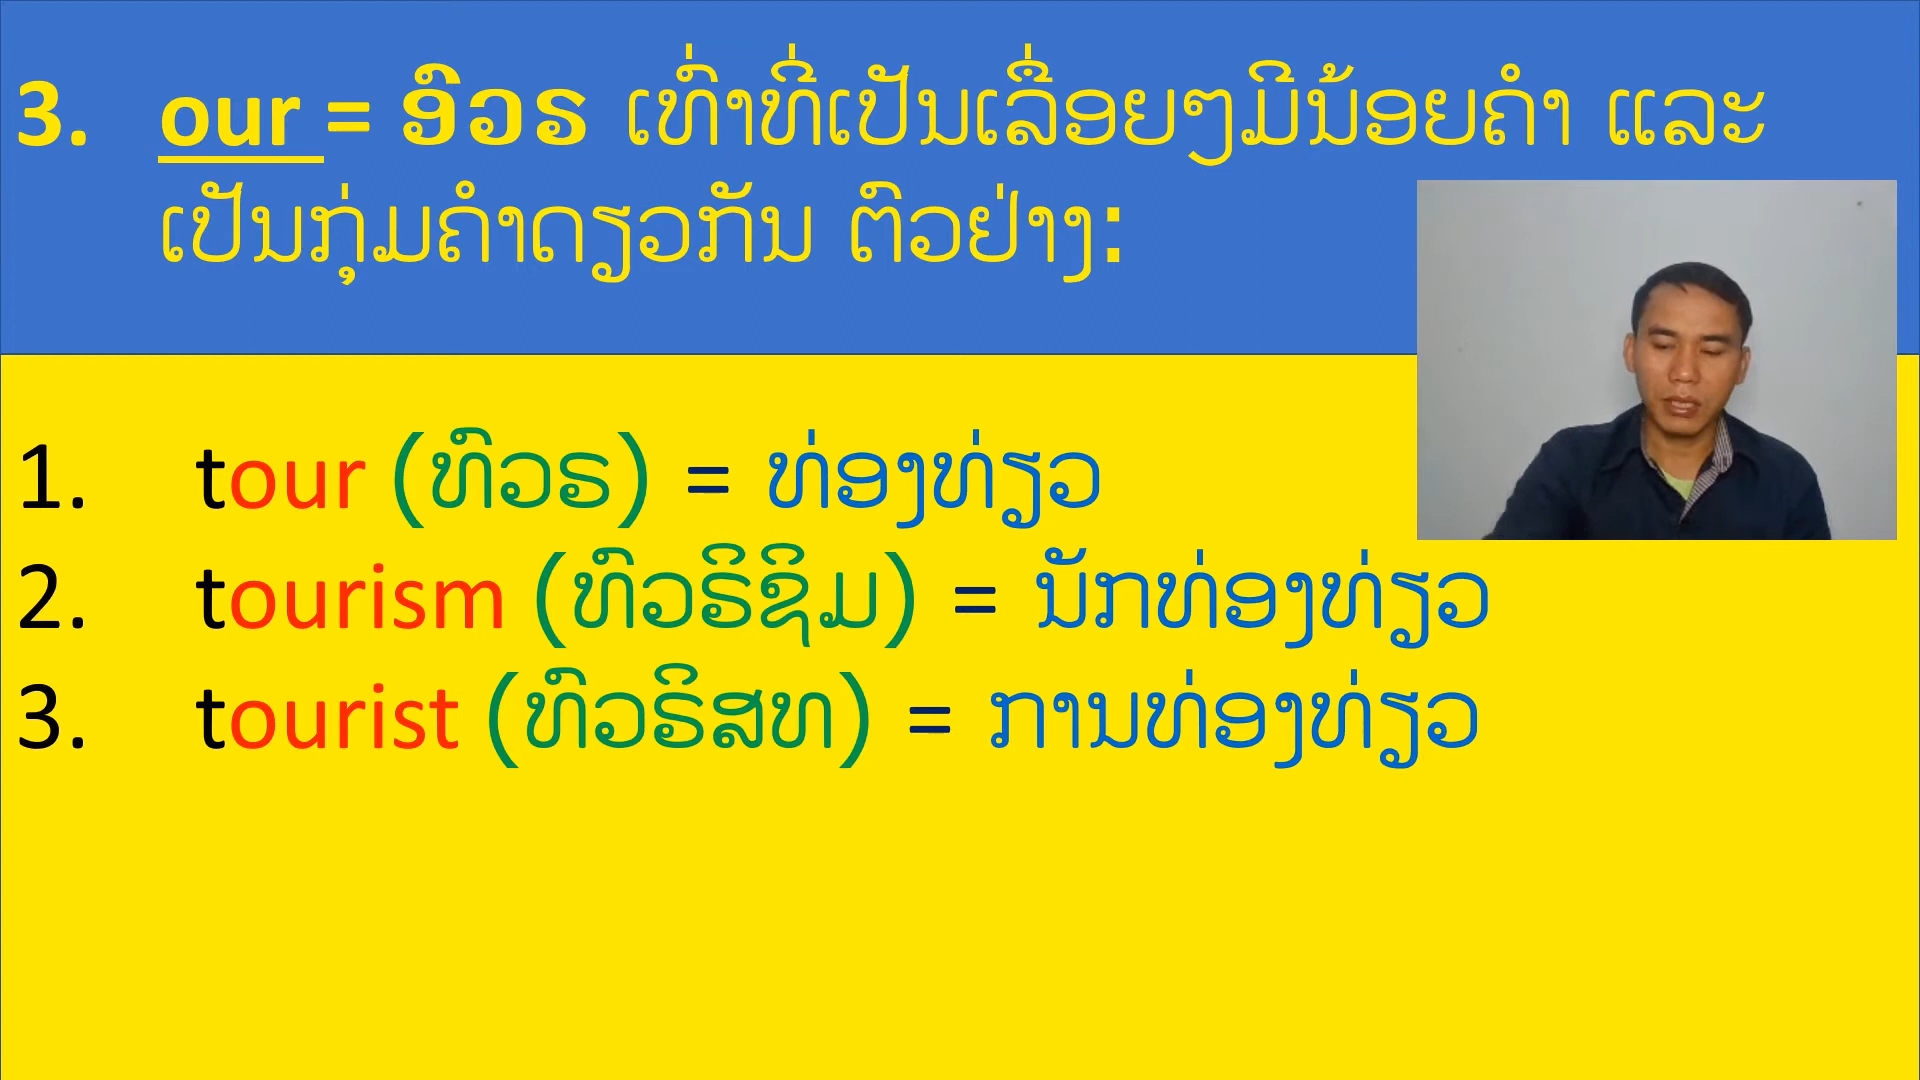 3. our = ອົວຣ ເທົ່າທີ່ເປັນເລື່ອຍໆມີນ້ອຍຄຳ ແລະ
ເປັນກຸ່ມຄຳດຽວກັນ ຕົວຢ່າງ:
1. tour (ທົວຣ) = ທ່ອງທ່ຽວ
2. tourism (ທົວຣິຊິມ) = ນັກທ່ອງທ່ຽວ
3. tourist (ທົວຣິສທ) = ການທ່ອງທ່ຽວ